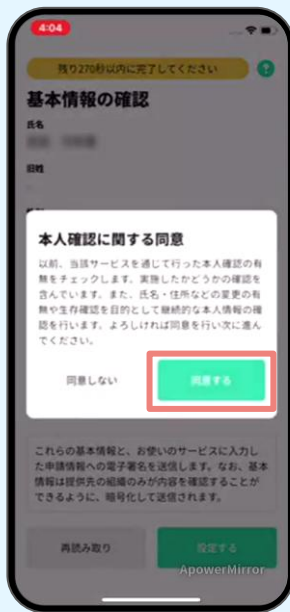 4:04
残り270秒以内に完了してください
?
基本情報の確認
氏名
旧姓
本人確認に関する同意
以前、当該サービスを通じて行った本人確認の有
無をチェックします。実施したかどうかの確認を
含んでいます。また、氏名・住所などの変更の有
無や生存確認を目的として継続的な本人情報の確
認を行います。よろしければ同意を行い次に進ん
でください。
同意しない
同意する
これらの基本情報と、お使いのサービスに入力し
た申請情報への電子署名を送信します。なお、基本
情報は提供先の組織のみが内容を確認することが
できるように、暗号化して送信されます。
再読み取り
設定する
ApowerMirror